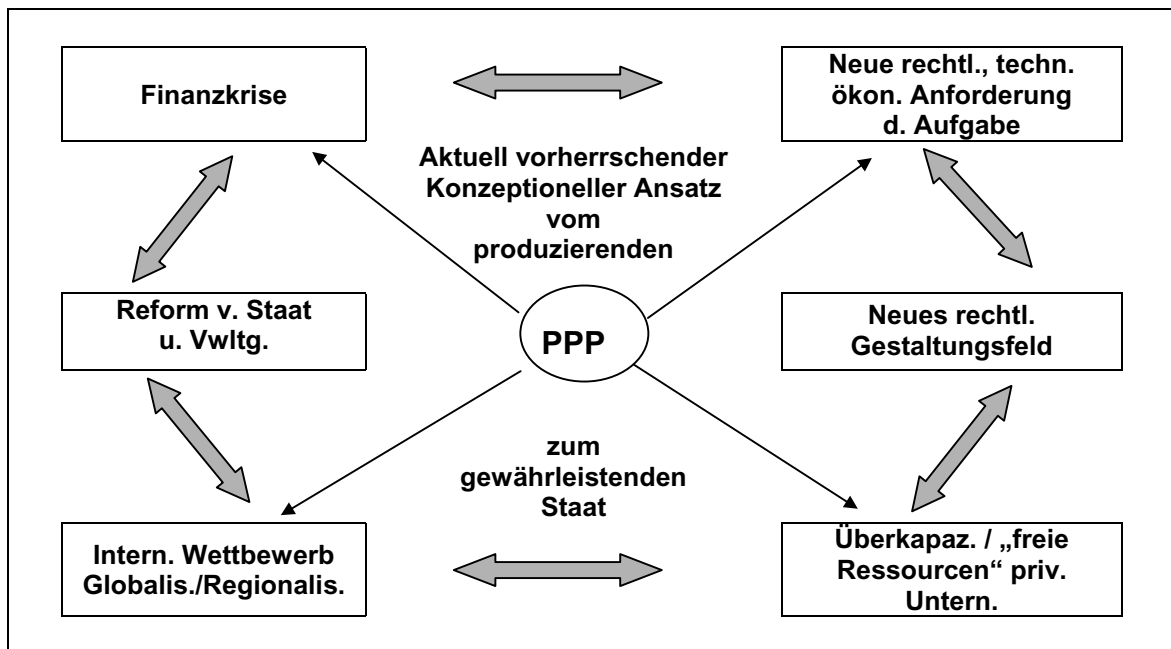 Finanzkrise
Neue rechtl., techn.
ökon. Anforderung
d. Aufgabe
Aktuell vorherrschender
Konzeptioneller Ansatz
vom
produzierenden
Reform v. Staat
u. Vwltg.
PPP
Neues rechtl.
Gestaltungsfeld
zum
gewährleistenden
Staat
Intern. Wettbewerb
Globalis./Regionalis.
Überkapaz. / „freie
Ressourcen“ priv.
Untern.